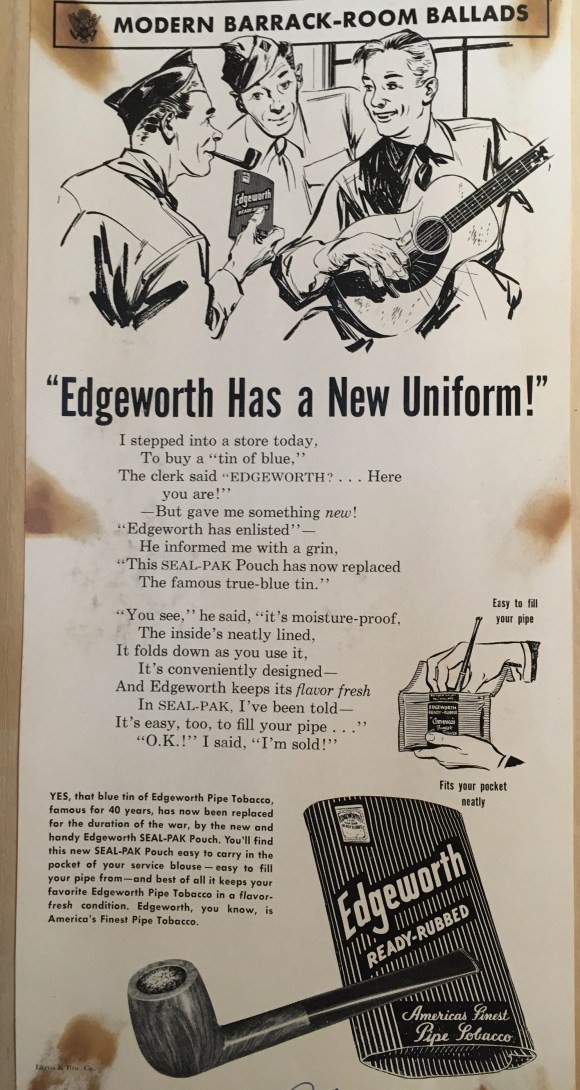 MODERN BARRACK-ROOM BALLADS
Edgeworth
READY-RUBBED
"Edgeworth Has a New Uniform!"
I stepped into a store today,
To buy a "tin of blue,"
The clerk said "EDGEWORTH? . . . Here
you are!"
—But gave me something new!
"Edgeworth has enlisted"—
He informed me with a grin,
"This SEAL-PAK Pouch has now replaced
The famous true-blue tin."
"You see," he said, "it's moisture-proof,
The inside's neatly lined,
It folds down as you use it,
It's conveniently designed—
And Edgeworth keeps its flavor fresh
In SEAL-PAK, I've been told—
It's easy, too, to fill your pipe . . ."
"O.K.!" I said, "I'm sold!"
Easy to fill
your pipe
EDGEWORTH
READY-RUBBED
Fits your pocket
neatly
YES, that blue tin of Edgeworth Pipe Tobacco,
famous for 40 years, has now been replaced
for the duration of the war, by the new and
handy Edgeworth SEAL-PAK Pouch. You'll find
this new SEAL-PAK Pouch easy to carry in the
pocket of your service blouse—easy to fill
your pipe from—and best of all it keeps your
favorite Edgeworth Pipe Tobacco in a flavor-
fresh condition. Edgeworth, you know, is
America's Finest Pipe Tobacco.
Edgeworth
READY-RUBBED
Americas Finest
Pipe Tobacco
& Bro. Co.